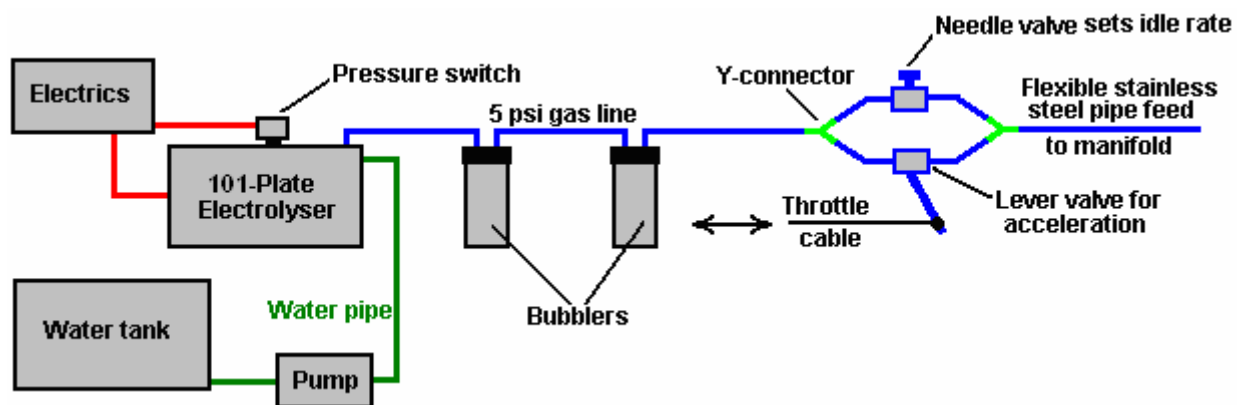 Needle valve sets idle rate
Pressure switch
Y-connector
Electrics
5 psi gas line
Flexible stainless
steel pipe feed
to manifold
101-Plate
Electrolyser
Throttle
cable
Lever valve for
acceleration
Water pipe
Bubblers
Water tank
Pump